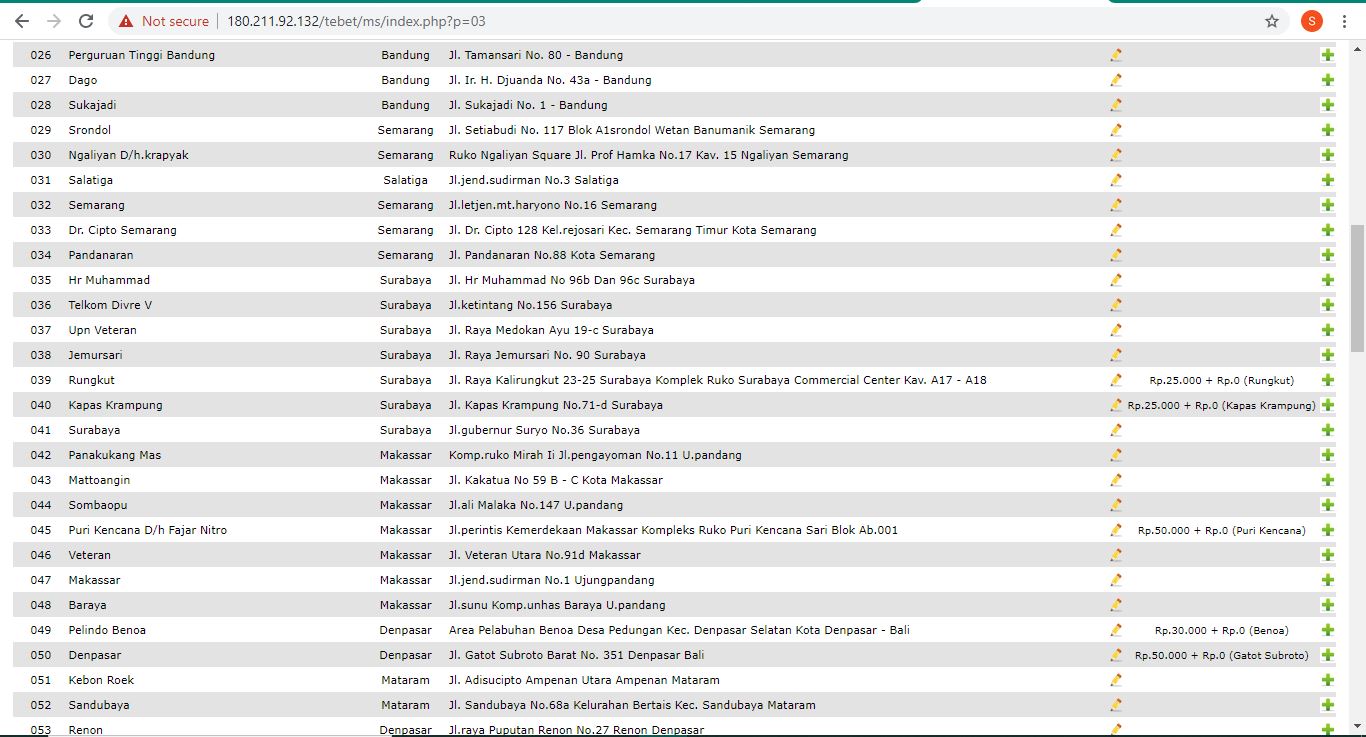 Not secure | 180.211.92.132/tebet/ms/index.php?p=03 S
026 Perguruan Tinggi Bandung Bandung Jl. Tamansari No. 80 - Bandung
027 Dago Bandung Jl. Ir. H. Djuanda No. 43a - Bandung
028 Sukajadi Bandung Jl. Sukajadi No. 1 - Bandung
029 Srondol Semarang Jl. Setiabudi No. 117 Blok A1srondol Wetan Banumanik Semarang
030 Ngaliyan D/h.krapyak Semarang Ruko Ngaliyan Square Jl. Prof Hamka No.17 Kav. 15 Ngaliyan Semarang
031 Salatiga Salatiga Jl.jend.sudirman No.3 Salatiga
032 Semarang Semarang Jl.letjen.mt.haryono No.16 Semarang
033 Dr. Cipto Semarang Semarang Jl. Dr. Cipto 128 Kel.rejosari Kec. Semarang Timur Kota Semarang
034 Pandanaran Semarang Jl. Pandanaran No.88 Kota Semarang
035 Hr Muhammad Surabaya Jl. Hr Muhammad No 96b Dan 96c Surabaya
036 Telkom Divre V Surabaya Jl.ketintang No.156 Surabaya
037 Upn Veteran Surabaya Jl. Raya Medokan Ayu 19-c Surabaya
038 Jemursari Surabaya Jl. Raya Jemursari No. 90 Surabaya
039 Rungkut Surabaya Jl. Raya Kalirungkut 23-25 Surabaya Komplek Ruko Surabaya Commercial Center Kav. A17 - A18 Rp.25.000 + Rp.0 (Rungkut)
040 Kapas Krampung Surabaya Jl. Kapas Krampung No.71-d Surabaya Rp.25.000 + Rp.0 (Kapas Krampung)
041 Surabaya Surabaya Jl.gubernur Suryo No.36 Surabaya
042 Panakukang Mas Makassar Komp.ruko Mirah Ii Jl.pengayoman No.11 U.pandang
043 Mattoangin Makassar Jl. Kakatua No 59 B - C Kota Makassar
044 Sombaopu Makassar Jl.ali Malaka No.147 U.pandang
045 Puri Kencana D/h Fajar Nitro Makassar Jl.perintis Kemerdekaan Makassar Kompleks Ruko Puri Kencana Sari Blok Ab.001 Rp.50.000 + Rp.0 (Puri Kencana)
046 Veteran Makassar Jl. Veteran Utara No.91d Makassar
047 Makassar Makassar Jl.jend.sudirman No.1 Ujungpandang
048 Baraya Makassar Jl.sunu Komp.unhas Baraya U.pandang
049 Pelindo Benoa Denpasar Area Pelabuhan Benoa Desa Pedungan Kec. Denpasar Selatan Kota Denpasar - Bali Rp.30.000 + Rp.0 (Benoa)
050 Denpasar Denpasar Jl. Gatot Subroto Barat No. 351 Denpasar Bali Rp.50.000 + Rp.0 (Gatot Subroto)
051 Kebon Roek Mataram Jl. Adisucipto Ampenan Utara Ampenan Mataram
052 Sandubaya Mataram Jl. Sandubaya No.68a Kelurahan Bertais Kec. Sandubaya Mataram
053 Renon Denpasar Jl.raya Puputan Renon No.27 Renon Denpasar